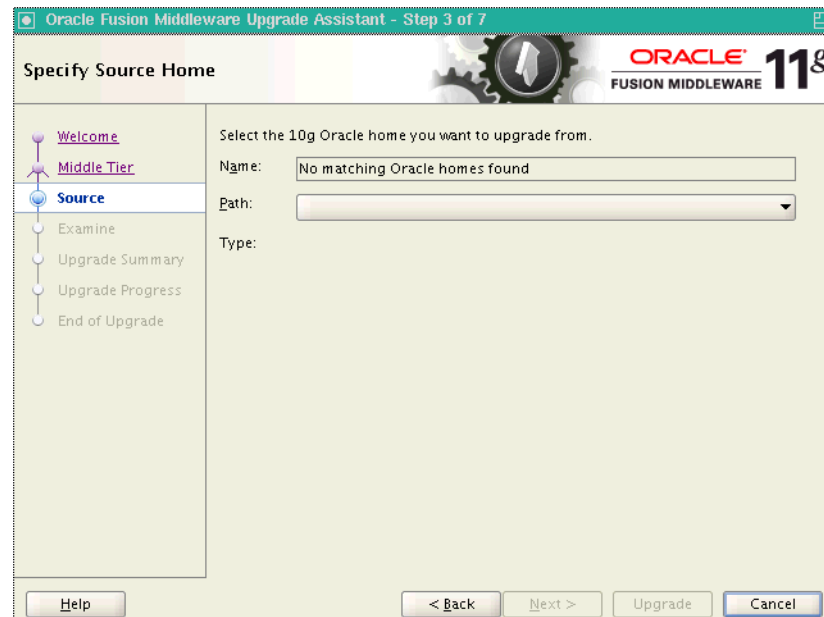 Oracle Fusion Middleware Upgrade Assistant - Step 3 of 7
Specify Source Home
ORACLE
FUSION MIDDLEWARE
11g
Welcome
Middle Tier
Source
Examine
Upgrade Summary
Upgrade Progress
End of Upgrade
Select the 10g Oracle home you want to upgrade from.
Name: No matching Oracle homes found
Path:
Type:
Help < Back Next > Upgrade Cancel